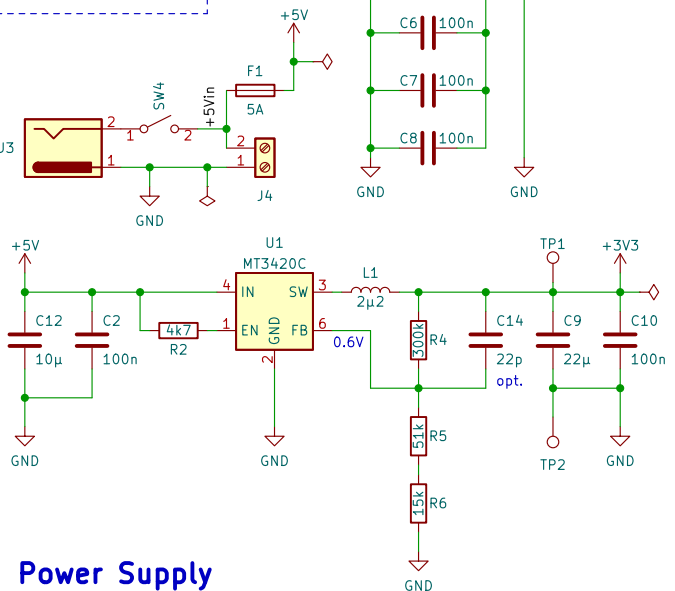 +5V
C6 100n
F1
SW4
+5Vin
C7 100n
5A
2
1 2
2
C8 100n
J3
1
1
J4
GND
GND
GND
+5V
U1
MT3420C
TP1
+3V3
L1
4 IN SW 3
2µ2
C12
C2
4k7
1 EN FB 6
GND
0.6V
300k
R4
C14
C9
C10
10µ
100n
R2
2
22p
22µ
100n
opt.
51k
R5
GND
GND
TP2
GND
15k
R6
Power Supply
GND